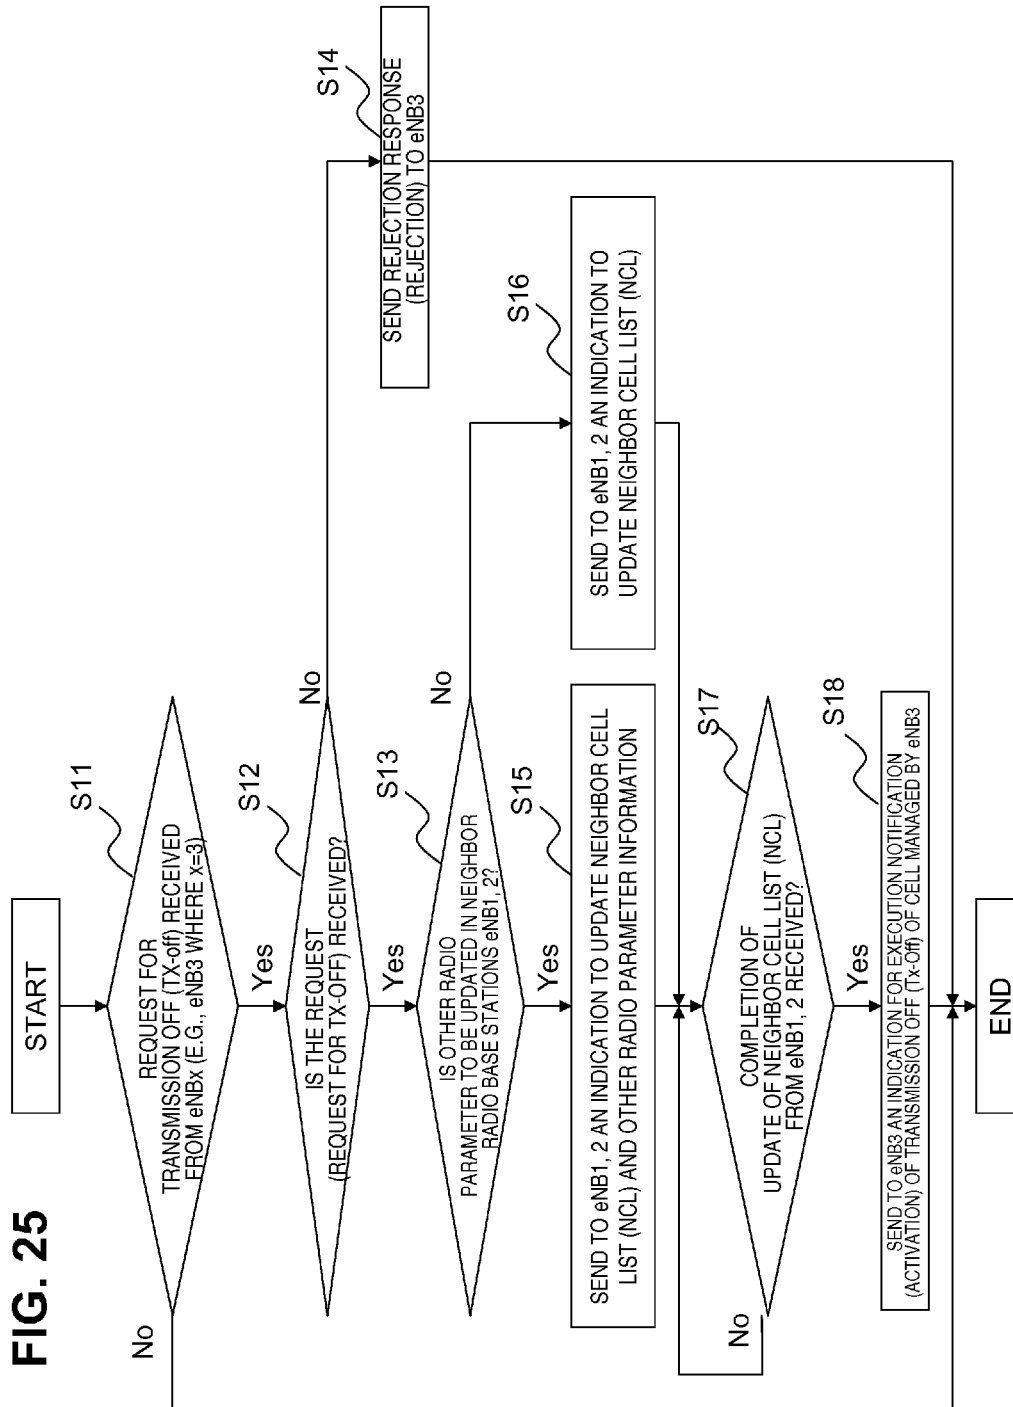 FIG. 25
START
S11
REQUEST FOR
TRANSMISSION OFF (TX-off) RECEIVED
FROM eNBx (E.G., eNB3 WHERE x=3)
No
Yes
S12
IS THE REQUEST
(REQUEST FOR TX-OFF) RECEIVED?
No
Yes
S14
SEND REJECTION RESPONSE
(REJECTION) TO eNB3
S13
IS OTHER RADIO
PARAMETER TO BE UPDATED IN NEIGHBOR
RADIO BASE STATIONS eNB1, 2?
No
Yes
S15
SEND TO eNB1, 2 AN INDICATION TO UPDATE NEIGHBOR CELL
LIST (NCL) AND OTHER RADIO PARAMETER INFORMATION
S16
SEND TO eNB1, 2 AN INDICATION TO
UPDATE NEIGHBOR CELL LIST (NCL)
S17
COMPLETION OF
UPDATE OF NEIGHBOR CELL LIST (NCL)
FROM eNB1, 2 RECEIVED?
No
Yes
S18
SEND TO eNB3 AN INDICATION FOR EXECUTION NOTIFICATION
(ACTIVATION) OF TRANSMISSION OFF (Tx-Off) OF CELL MANAGED BY eNB3
END